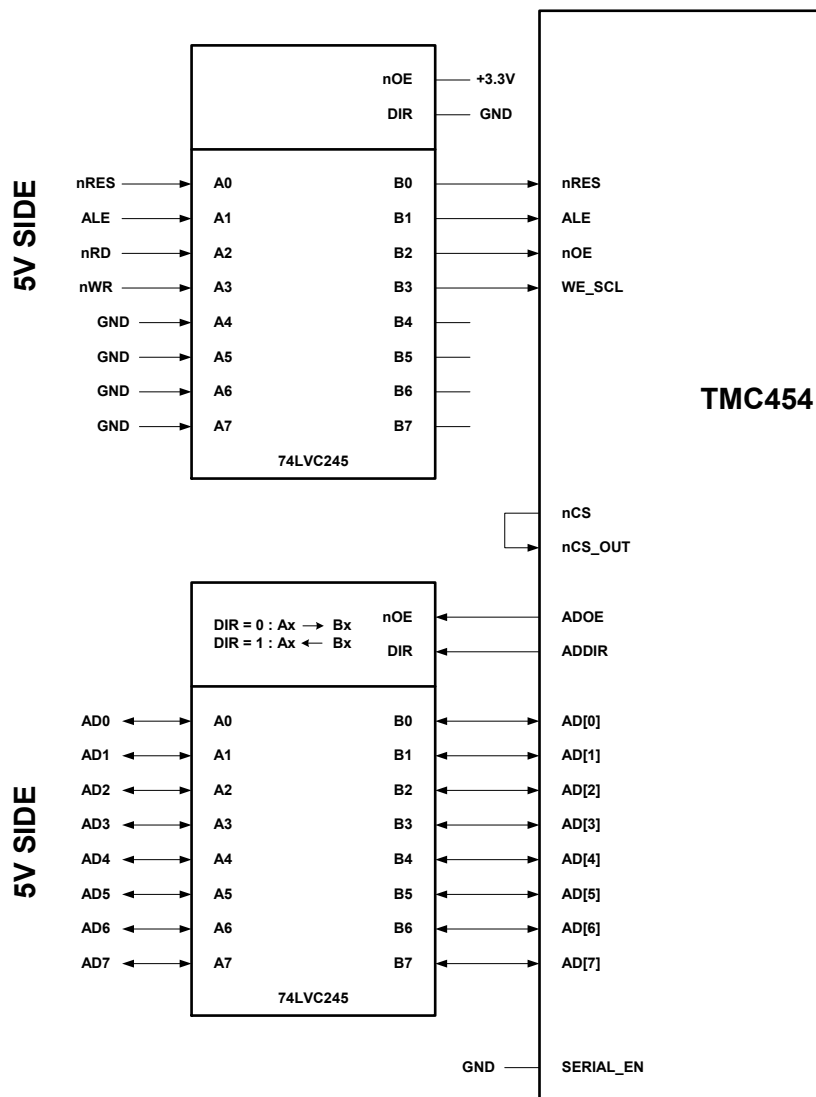 nOE +3.3V
DIR GND
5V SIDE
nRES A0 B0 nRES
ALE A1 B1 ALE
nRD A2 B2 nOE
nWR A3 B3 WE_SCL
GND A4 B4
GND A5 B5
GND A6 B6
GND A7 B7
74LVC245
TMC454
nCS
nCS_OUT
DIR = 0 : Ax → Bx
DIR = 1 : Ax ← Bx
nOE ADOE
DIR ADDIR
5V SIDE
AD0 A0 B0 AD[0]
AD1 A1 B1 AD[1]
AD2 A2 B2 AD[2]
AD3 A3 B3 AD[3]
AD4 A4 B4 AD[4]
AD5 A5 B5 AD[5]
AD6 A6 B6 AD[6]
AD7 A7 B7 AD[7]
74LVC245
GND SERIAL_EN